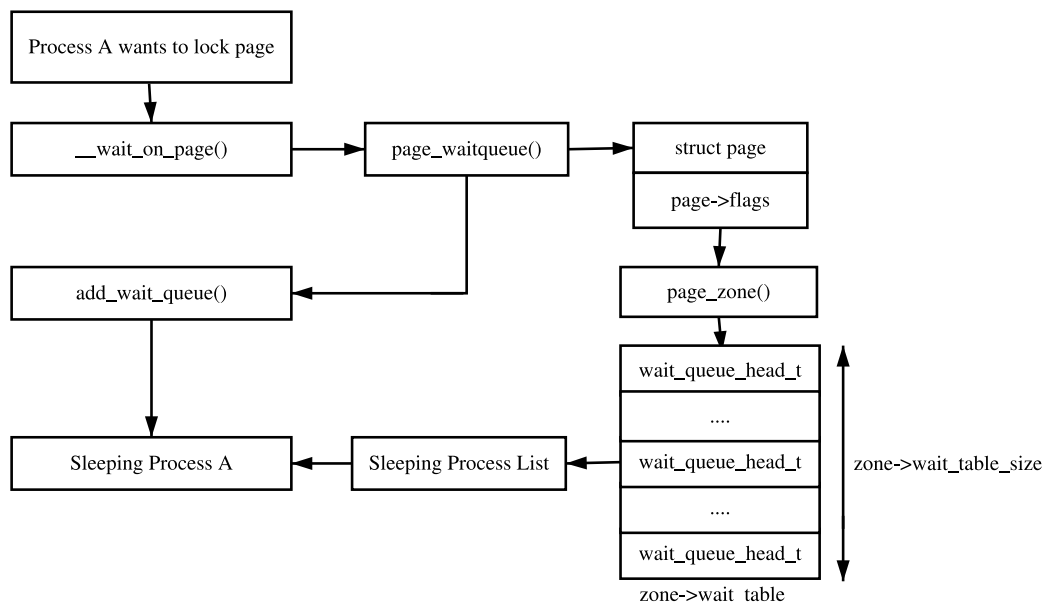 Process A wants to lock page
__wait_on_page()
page_waitqueue()
struct page
page->flags
add_wait_queue()
page_zone()
wait_queue_head_t
....
Sleeping Process A
Sleeping Process List
wait_queue_head_t
zone->wait_table_size
....
wait_queue_head_t
zone->wait_table